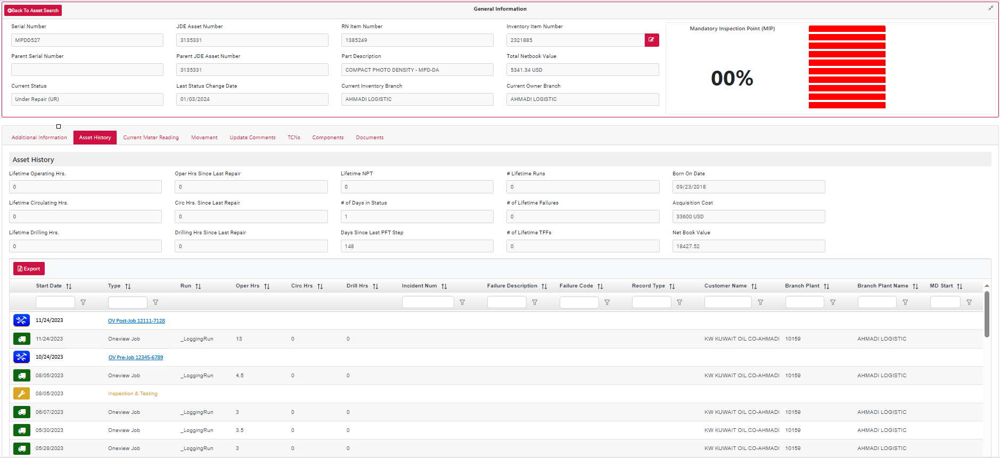 Back To Asset Search
General Information
Serial Number JDE Asset Number RN Item Number Inventory Item Number
MPDD527 3135331 1385249 2321885
Parent Serial Number Parent JDE Asset Number Part Description Total Netbook Value
3135331 COMPACT PHOTO DENSITY - MPD-DA 5341.34 USD
Current Status Last Status Change Date Current Inventory Branch Current Owner Branch
Under Repair (UR) 01/03/2024 AHMADI LOGISTIC AHMADI LOGISTIC
Mandatory Inspection Point (MIP)
00%
Additional Information Asset History Current Meter Reading Movement Update Comments TCNs Components Documents
Asset History
Lifetime Operating Hrs. Oper Hrs Since Last Repair Lifetime NPT # Lifetime Runs Born On Date
0 0 0 0 09/23/2018
Lifetime Circulating Hrs. Circ Hrs. Since Last Repair # of Days in Status # of Lifetime Failures Acquisition Cost
0 0 1 0 33600 USD
Lifetime Drilling Hrs. Drilling Hrs Since Last Repair Days Since Last PFT Step # of Lifetime TFFs Net Book Value
0 0 148 0 18427.52
Export
Start Date Type Run Oper Hrs Circ Hrs Drill Hrs Incident Num Failure Description Failure Code Record Type Customer Name Branch Plant Branch Plant Name MD Start
11/24/2023 OV Post-Job 12111-7128
11/24/2023 Oneview Job _LoggingRun 13 0 0 KW KUWAIT OIL CO-AHMADI 10159 AHMADI LOGISTIC
10/24/2023 OV Pre-Job 12345-6789
08/05/2023 Oneview Job _LoggingRun 4.5 0 0 KW KUWAIT OIL CO-AHMADI 10159 AHMADI LOGISTIC
08/05/2023 Inspection & Testing
06/07/2023 Oneview Job _LoggingRun 3 0 0 KW KUWAIT OIL CO-AHMADI 10159 AHMADI LOGISTIC
05/30/2023 Oneview Job _LoggingRun 3.5 0 0 KW KUWAIT OIL CO-AHMADI 10159 AHMADI LOGISTIC
05/28/2023 Oneview Job _LoggingRun 3 0 0 KW KUWAIT OIL CO-AHMADI 10159 AHMADI LOGISTIC